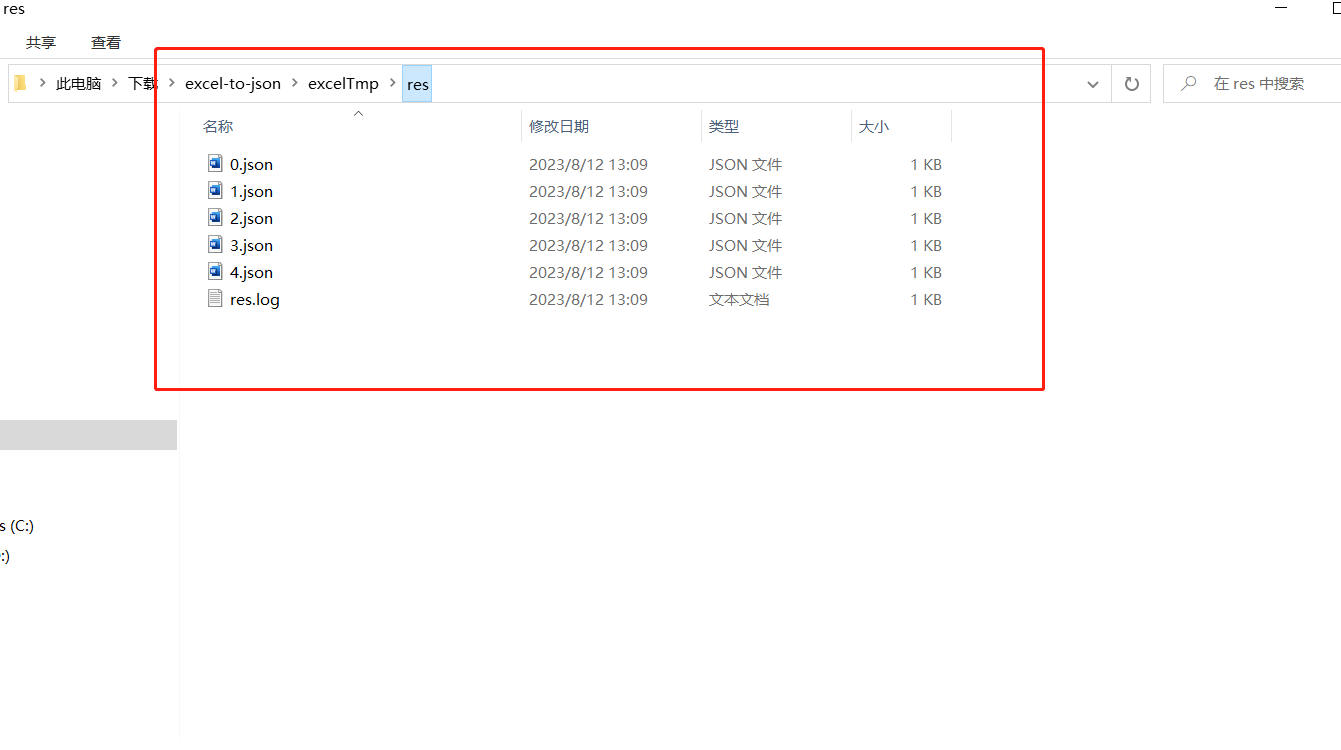 res
共享 查看
此电脑 下载 excel-to-json excelTmp res 在 res 中搜索
名称 修改日期 类型 大小
0.json 2023/8/12 13:09 JSON 文件 1 KB
1.json 2023/8/12 13:09 JSON 文件 1 KB
2.json 2023/8/12 13:09 JSON 文件 1 KB
3.json 2023/8/12 13:09 JSON 文件 1 KB
4.json 2023/8/12 13:09 JSON 文件 1 KB
res.log 2023/8/12 13:09 文本文档 1 KB
s (C:)
:)